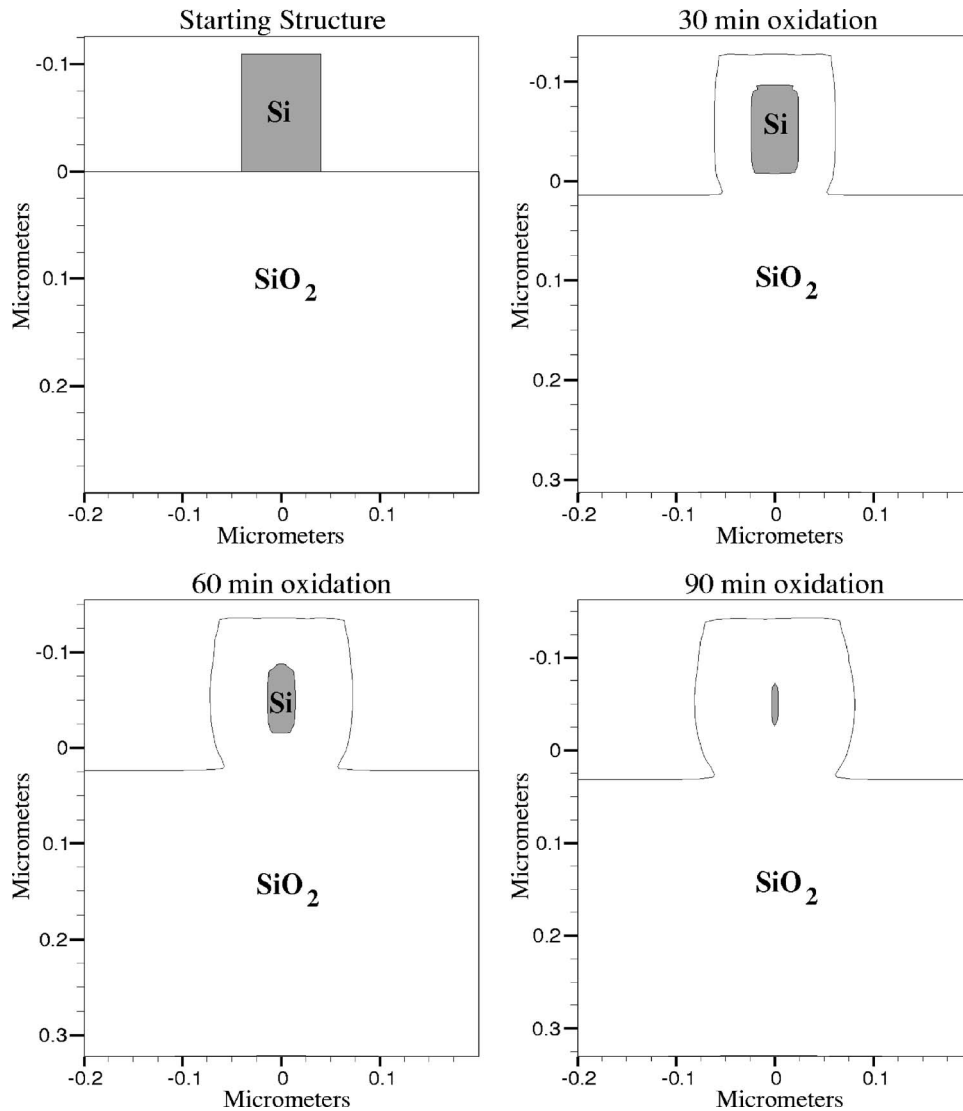 Starting Structure
-0.1
0
0.1
0.2
Micrometers
Si
SiO2
-0.2 -0.1 0 0.1
Micrometers
30 min oxidation
-0.1
0
0.1
0.2
0.3
Micrometers
Si
SiO2
-0.2 -0.1 0 0.1
Micrometers
60 min oxidation
-0.1
0
0.1
0.2
0.3
Micrometers
Si
SiO2
-0.2 -0.1 0 0.1
Micrometers
90 min oxidation
-0.1
0
0.1
0.2
0.3
Micrometers
SiO2
-0.2 -0.1 0 0.1
Micrometers